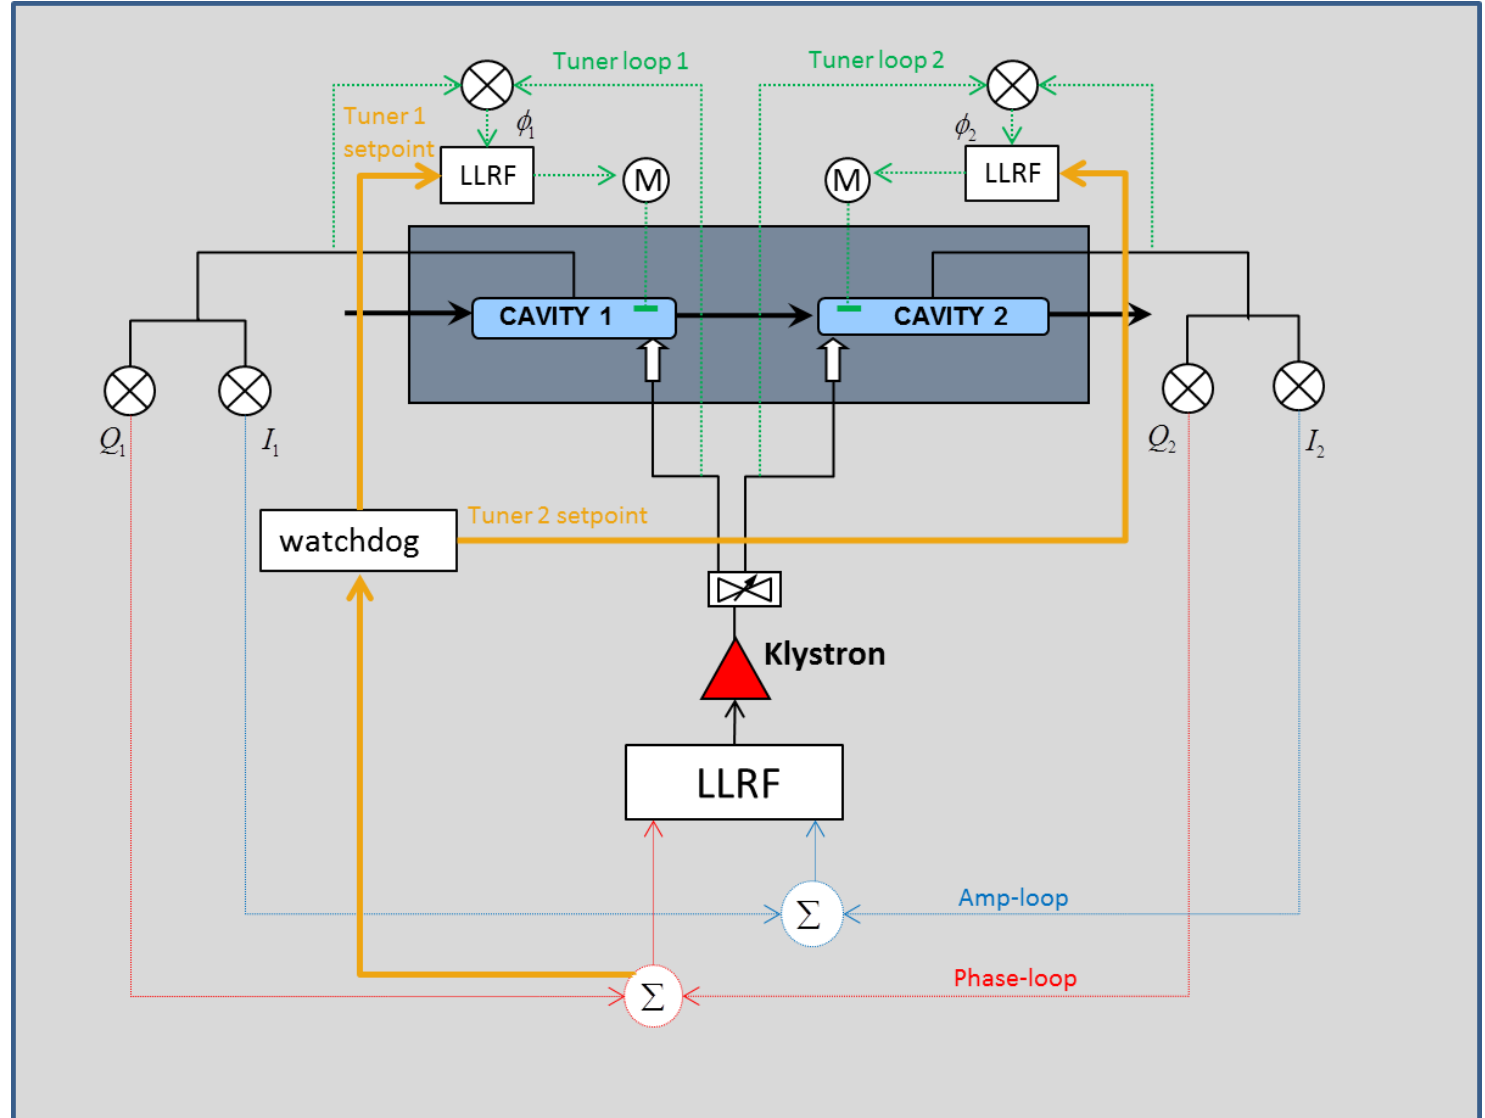 Tuner loop 1
Tuner loop 2
Tuner 1
setpoint
ϕ₁
ϕ₂
LLRF
M
M
LLRF
CAVITY 1
CAVITY 2
Q₁
I₁
Q₂
I₂
Tuner 2 setpoint
watchdog
Klystron
LLRF
Amp-loop
Σ
Phase-loop
Σ